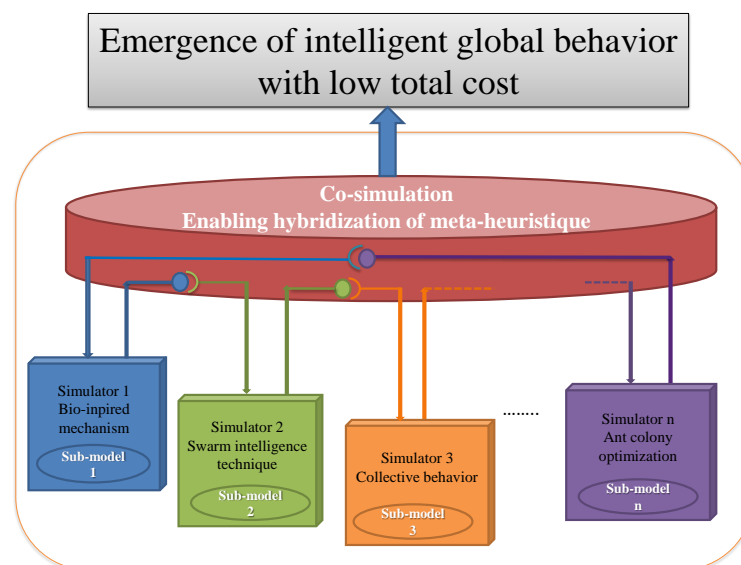 Emergence of intelligent global behavior
with low total cost
Co-simulation
Enabling hybridization of meta-heuristique
Simulator 1
Bio-inpired
mechanism
Sub-model
1
Simulator 2
Swarm intelligence
technique
Sub-model
2
Simulator 3
Collective behavior
Sub-model
3
........
Simulator n
Ant colony
optimization
Sub-model
n